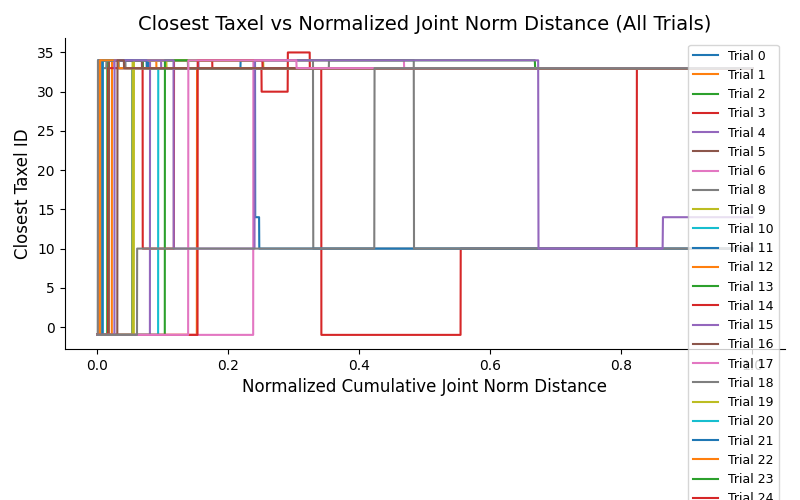 Closest Taxel vs Normalized Joint Norm Distance (All Trials)
Closest Taxel ID
35
30
25
20
15
10
5
0
0.0
0.2
0.4
0.6
0.8
Normalized Cumulative Joint Norm Distance
Trial 0
Trial 1
Trial 2
Trial 3
Trial 4
Trial 5
Trial 6
Trial 8
Trial 9
Trial 10
Trial 11
Trial 12
Trial 13
Trial 14
Trial 15
Trial 16
Trial 17
Trial 18
Trial 19
Trial 20
Trial 21
Trial 22
Trial 23
Trial 24